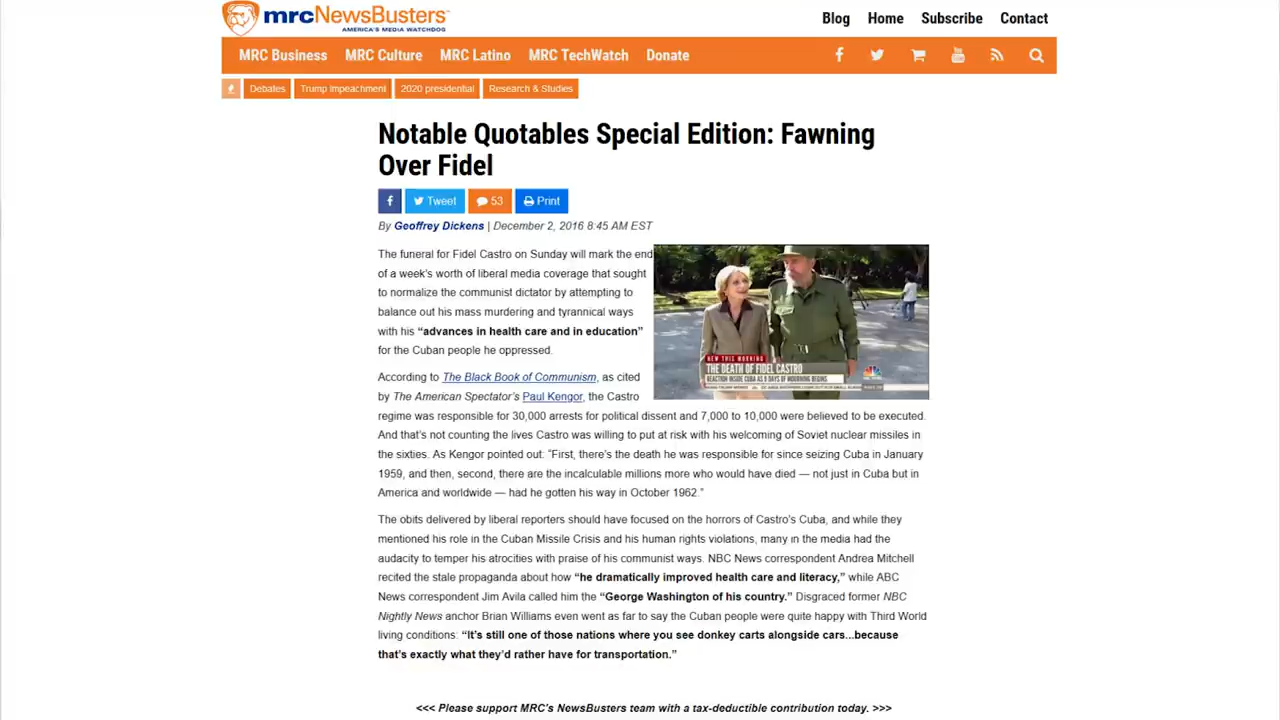 mrcNewsBusters
AMERICA'S MEDIA WATCHDOG
Blog Home Subscribe Contact
MRC Business MRC Culture MRC Latino MRC TechWatch Donate
Debates Trump Impeachment 2020 presidential Research & Studies
Notable Quotables Special Edition: Fawning
Over Fidel
Tweet 53 Print
By Geoffrey Dickens | December 2, 2016 8:45 AM EST
The funeral for Fidel Castro on Sunday will mark the end
of a week's worth of liberal media coverage that sought
to normalize the communist dictator by attempting to
balance out his mass murdering and tyrannical ways
with his “advances in health care and in education”
for the Cuban people he oppressed.
NEW THIS MORNING
THE DEATH OF FIDEL CASTRO
REACTION INSIDE CUBA AS 9 DAYS OF MOURNING BEGINS
According to The Black Book of Communism, as cited
by The American Spectator's Paul Kengor, the Castro
regime was responsible for 30,000 arrests for political dissent and 7,000 to 10,000 were believed to be executed.
And that's not counting the lives Castro was willing to put at risk with his welcoming of Soviet nuclear missiles in
the sixties. As Kengor pointed out: “First, there's the death he was responsible for since seizing Cuba in January
1959, and then, second, there are the incalculable millions more who would have died — not just in Cuba but in
America and worldwide — had he gotten his way in October 1962.”
The obits delivered by liberal reporters should have focused on the horrors of Castro's Cuba, and while they
mentioned his role in the Cuban Missile Crisis and his human rights violations, many in the media had the
audacity to temper his atrocities with praise of his communist ways. NBC News correspondent Andrea Mitchell
recited the stale propaganda about how “he dramatically improved health care and literacy,” while ABC
News correspondent Jim Avila called him the “George Washington of his country.” Disgraced former NBC
Nightly News anchor Brian Williams even went as far to say the Cuban people were quite happy with Third World
living conditions: “It's still one of those nations where you see donkey carts alongside cars...because
that's exactly what they'd rather have for transportation.”
<<< Please support MRC's NewsBusters team with a tax-deductible contribution today. >>>